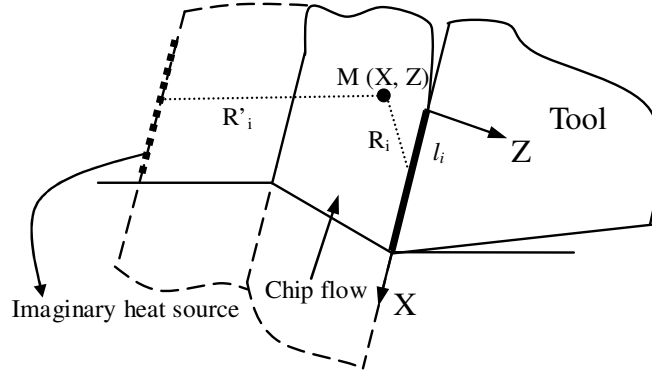 M (X, Z)
R'i
Ri
li
Tool
Z
Chip flow
Imaginary heat source
X